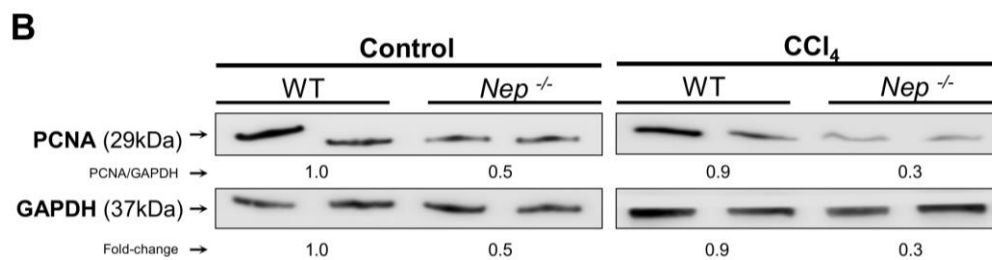 B
Control CCl₄
WT Nep -/- WT Nep -/-
PCNA (29kDa) →
PCNA/GAPDH → 1.0 0.5 0.9 0.3
GAPDH (37kDa) →
Fold-change → 1.0 0.5 0.9 0.3